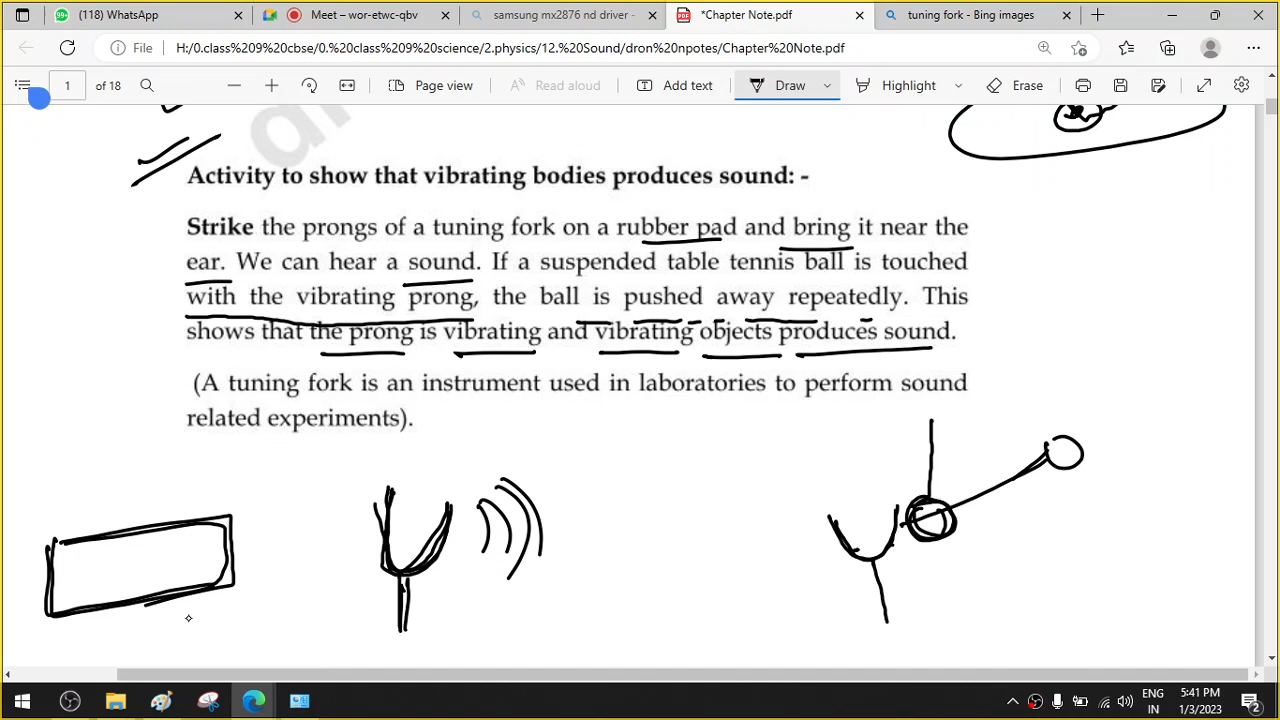 (118) WhatsApp
Meet – wor-etwc-qbv
samsung mx2876 nd driver -
*Chapter Note.pdf
tuning fork - Bing images
File
H:/0.class%209%20cbse/0.%20class%209%20science/2.physics/12.%20Sound/dron%20npotes/Chapter%20Note.pdf
1 of 18
Page view
Read aloud
Add text
Draw
Highlight
Erase
Activity to show that vibrating bodies produces sound: -
Strike the prongs of a tuning fork on a rubber pad and bring it near the
ear. We can hear a sound. If a suspended table tennis ball is touched
with the vibrating prong, the ball is pushed away repeatedly. This
shows that the prong is vibrating and vibrating objects produces sound.
(A tuning fork is an instrument used in laboratories to perform sound
related experiments).
ENG
IN
5:41 PM
1/3/2023
2